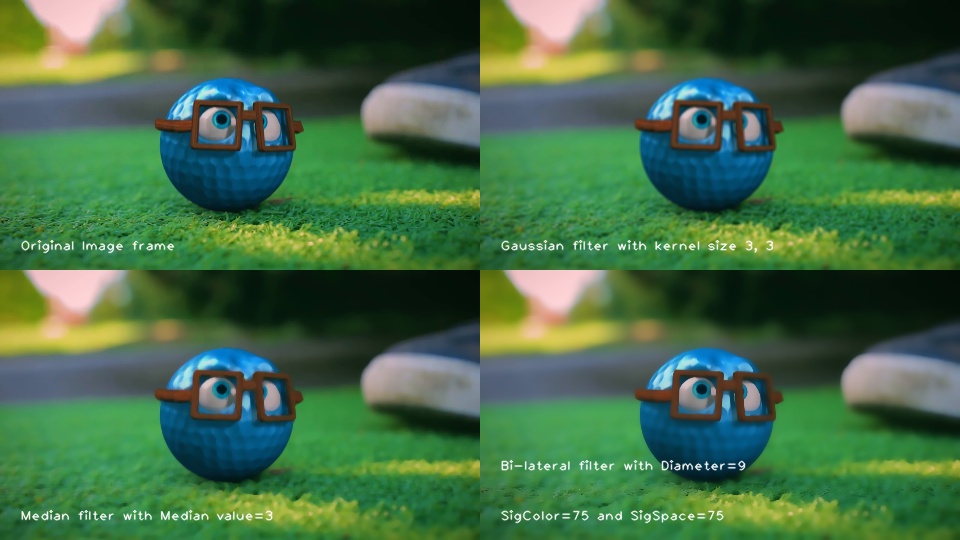 Original Image frame
Gaussian filter with kernel size 3, 3
Median filter with Median value=3
Bi-lateral filter with Diameter=9
SigColor=75 and SigSpace=75